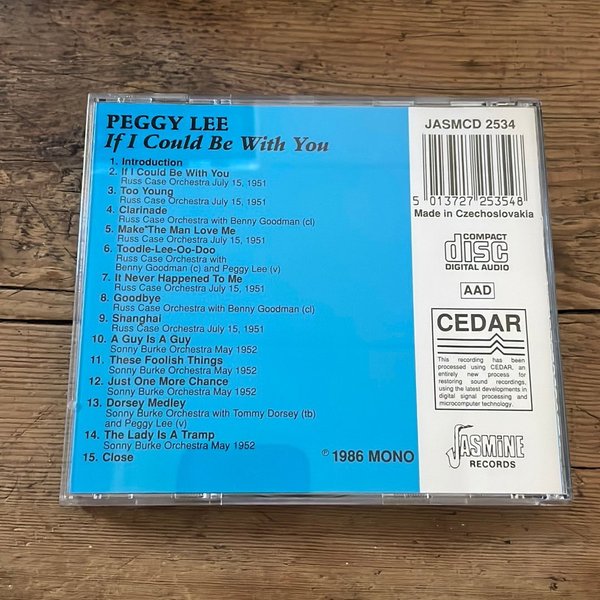 PEGGY LEE
If I Could Be With You
1. Introduction
2. If I Could Be With You
Russ Case Orchestra July 15, 1951
3. Too Young
Russ Case Orchestra July 15, 1951
4. Clarinade
Russ Case Orchestra with Benny Goodman (cl)
5. Make The Man Love Me
Russ Case Orchestra July 15, 1951
6. Toodle-Lee-Oo-Doo
Russ Case Orchestra with
Benny Goodman (c) and Peggy Lee (v)
7. It Never Happened To Me
Russ Case Orchestra July 15, 1951
8. Goodbye
Russ Case Orchestra with Benny Goodman (cl)
9. Shanghai
Russ Case Orchestra July 15, 1951
10. A Guy Is A Guy
Sonny Burke Orchestra May 1952
11. These Foolish Things
Sonny Burke Orchestra May 1952
12. Just One More Chance
Sonny Burke Orchestra May 1952
13. Dorsey Medley
Sonny Burke Orchestra with Tommy Dorsey (tb)
and Peggy Lee (v)
14. The Lady Is A Tramp
Sonny Burke Orchestra May 1952
15. Close
℗ 1986 MONO
JASMCD 2534
5 013727 253548
Made in Czechoslovakia
COMPACT
disc
DIGITAL AUDIO
AAD
CEDAR
This recording has been
processed using CEDAR, an
entirely new process for
restoring sound recordings,
using the latest developments in
digital signal processing and
microcomputer technology.
JASMINE
RECORDS